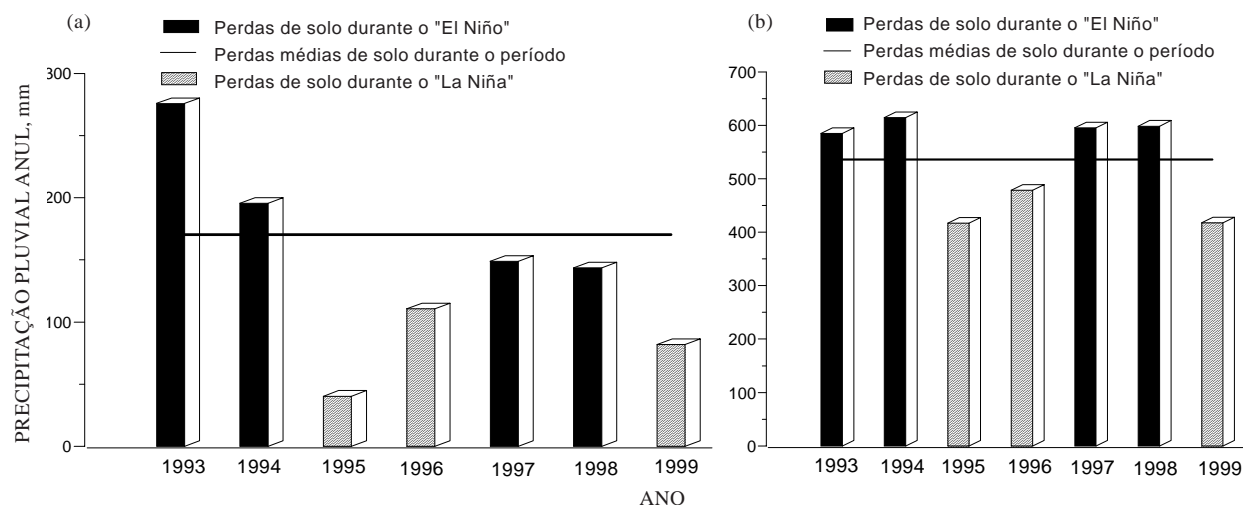 (a)
Perdas de solo durante o "El Niño"
Perdas médias de solo durante o período
Perdas de solo durante o "La Niña"
PRECIPITAÇÃO PLUVIAL ANUL, mm
300
200
100
0
1993 1994 1995 1996 1997 1998 1999
(b)
Perdas de solo durante o "El Niño"
Perdas médias de solo durante o período
Perdas de solo durante o "La Niña"
700
600
500
400
300
200
100
0
1993 1994 1995 1996 1997 1998 1999
ANO